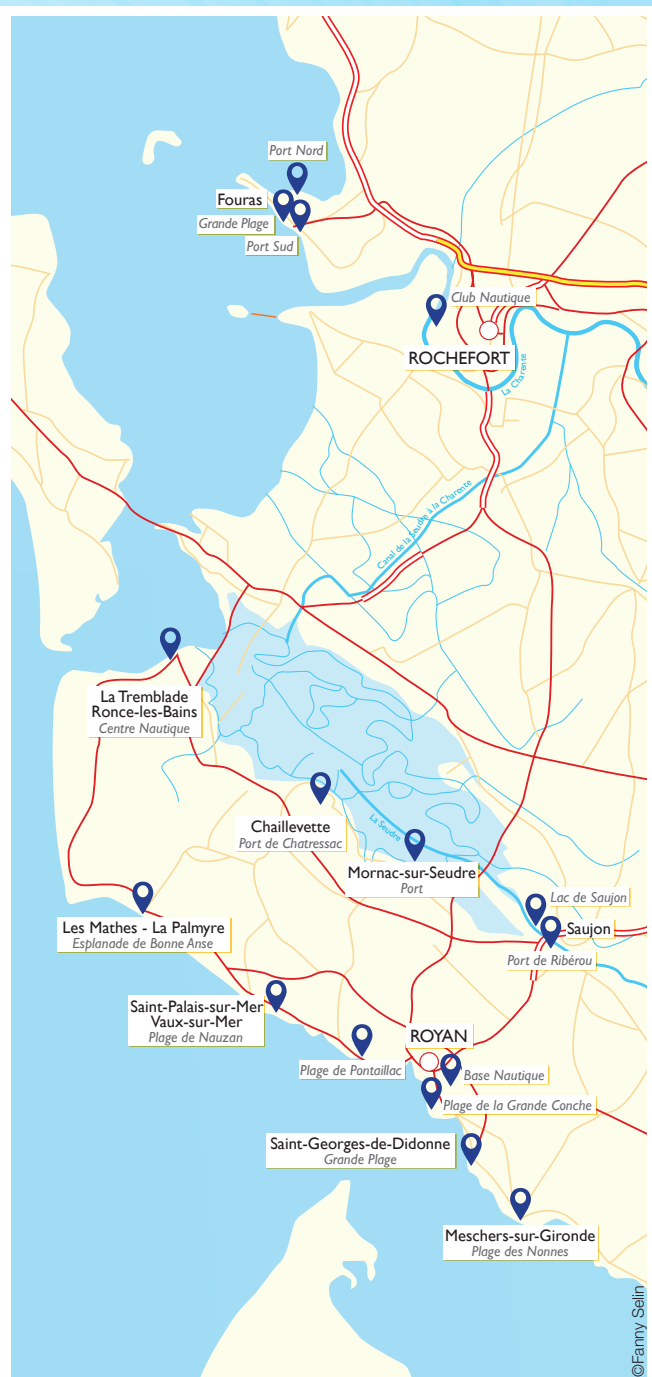 Port Nord
Fouras
Grande Plage
Port Sud
Club Nautique
ROCHEFORT
La Charente
Canal de la Seudre à la Charente
La Tremblade
Ronce-les-Bains
Centre Nautique
Chaillevette
Port de Chatressac
La Seudre
Mornac-sur-Seudre
Port
Lac de Saujon
Les Mathes - La Palmyre
Esplanade de Bonne Anse
Saujon
Port de Ribérou
Saint-Palais-sur-Mer
Vaux-sur-Mer
Plage de Nauzan
ROYAN
Plage de Pontaillac
Base Nautique
Plage de la Grande Conche
Saint-Georges-de-Didonne
Grande Plage
Meschers-sur-Gironde
Plage des Nonnes
©Fanny Selin